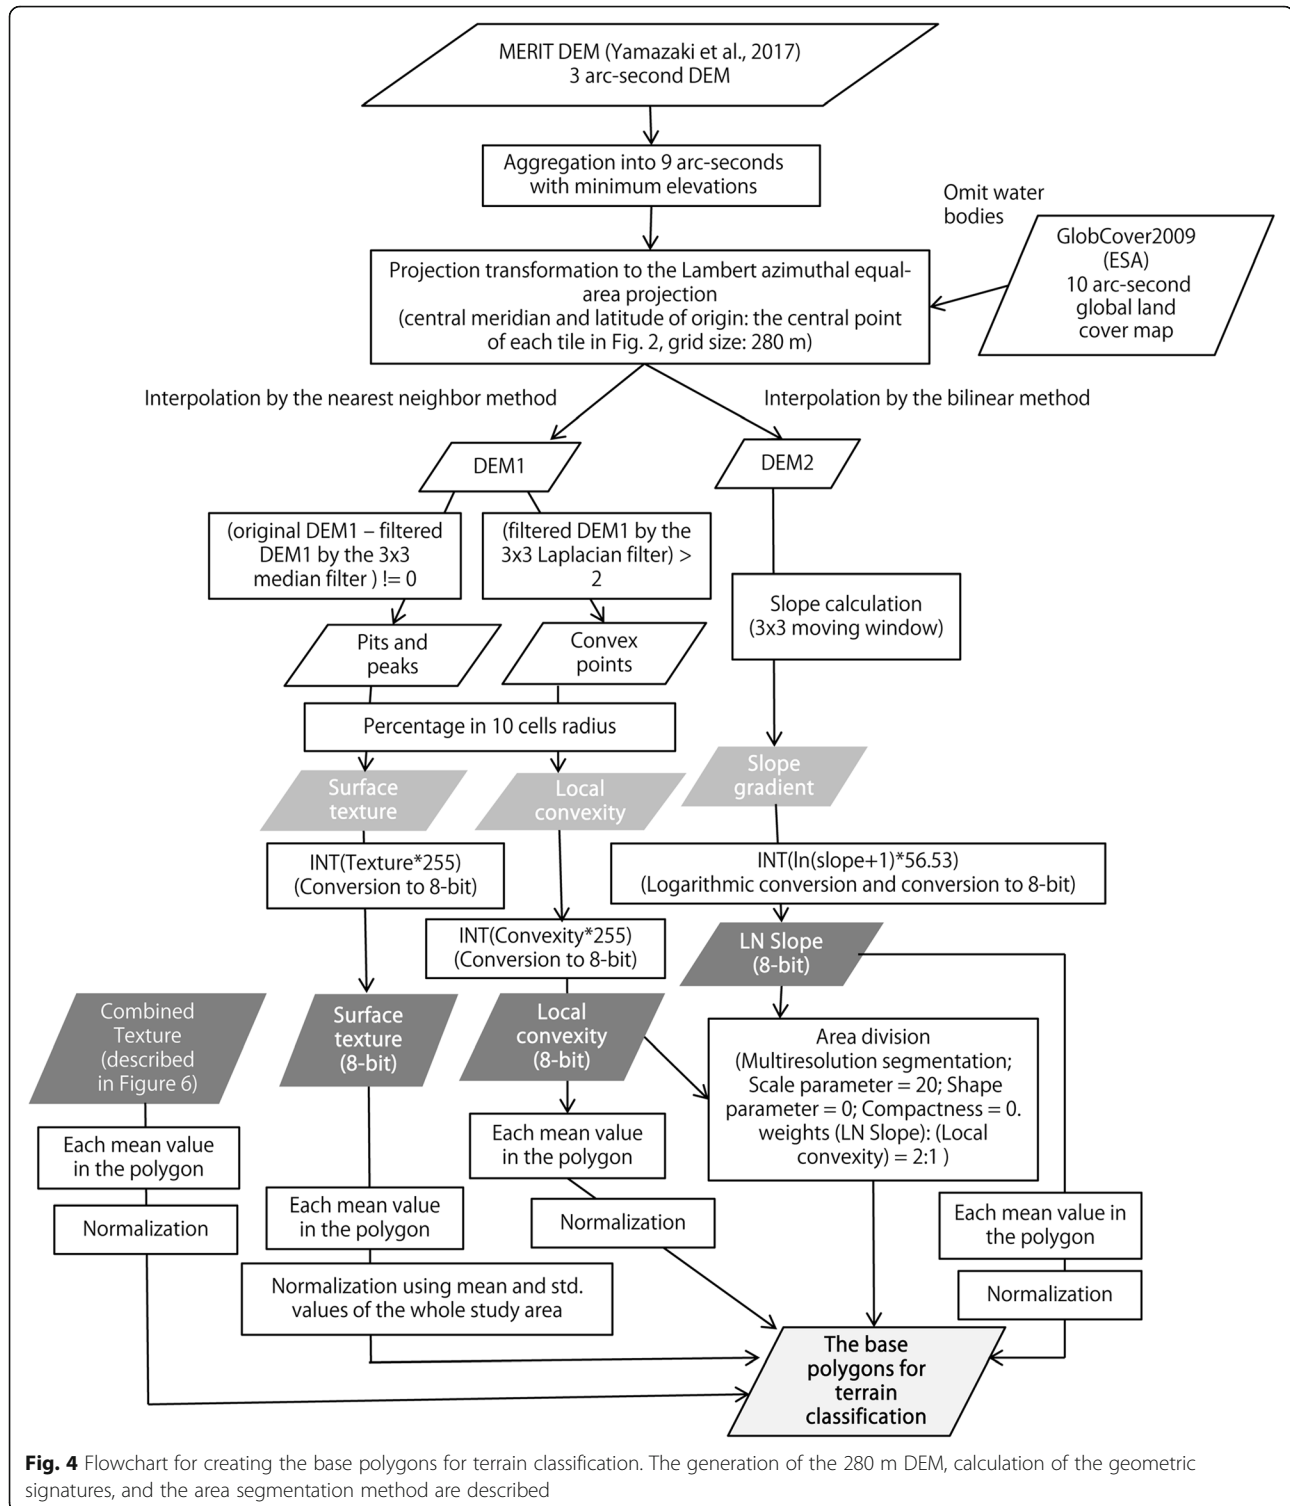 MERIT DEM (Yamazaki et al., 2017)
3 arc-second DEM
Aggregation into 9 arc-seconds
with minimum elevations
Omit water
bodies
GlobCover2009
(ESA)
10 arc-second
global land
cover map
Projection transformation to the Lambert azimuthal equal-
area projection
(central meridian and latitude of origin: the central point
of each tile in Fig. 2, grid size: 280 m)
Interpolation by the nearest neighbor method
Interpolation by the bilinear method
DEM1
DEM2
(original DEM1 – filtered
DEM1 by the 3x3
median filter ) != 0
(filtered DEM1 by the
3x3 Laplacian filter) >
2
Slope calculation
(3x3 moving window)
Pits and
peaks
Convex
points
Percentage in 10 cells radius
Surface
texture
Local
convexity
Slope
gradient
INT(Texture*255)
(Conversion to 8-bit)
INT(ln(slope+1)*56.53)
(Logarithmic conversion and conversion to 8-bit)
INT(Convexity*255)
(Conversion to 8-bit)
LN Slope
(8-bit)
Combined
Texture
(described
in Figure 6)
Surface
texture
(8-bit)
Local
convexity
(8-bit)
Area division
(Multiresolution segmentation;
Scale parameter = 20; Shape
parameter = 0; Compactness = 0.
weights (LN Slope): (Local
convexity) = 2:1 )
Each mean value
in the polygon
Each mean value
in the polygon
Each mean value
in the polygon
Each mean value in
the polygon
Normalization
Normalization
Normalization using mean and std.
values of the whole study area
Normalization
The base
polygons for
terrain
classification
Fig. 4 Flowchart for creating the base polygons for terrain classification. The generation of the 280 m DEM, calculation of the geometric
signatures, and the area segmentation method are described